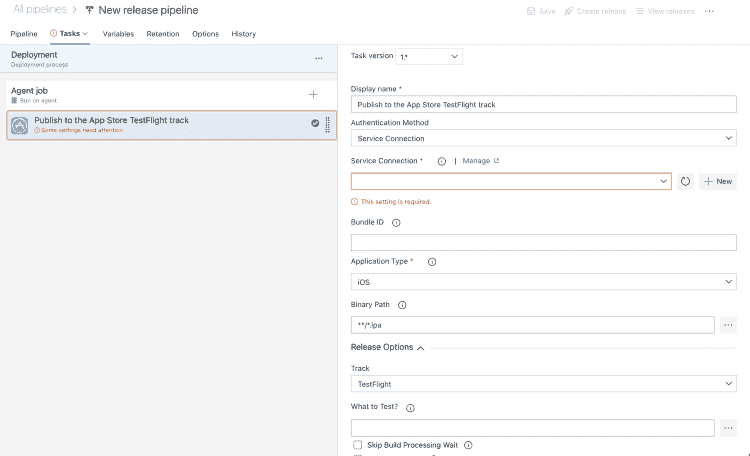 All pipelines > New release pipeline
Save Create release View releases ...
Pipeline Tasks Variables Retention Options History
Deployment
Deployment process
...
Agent job
Run on agent
Publish to the App Store TestFlight track
Some settings need attention
Task version 1.*
Display name *
Publish to the App Store TestFlight track
Authentication Method
Service Connection
Service Connection * | Manage
New
This setting is required.
Bundle ID
Application Type *
iOS
Binary Path
**/*.ipa
...
Release Options
Track
TestFlight
What to Test?
...
Skip Build Processing Wait